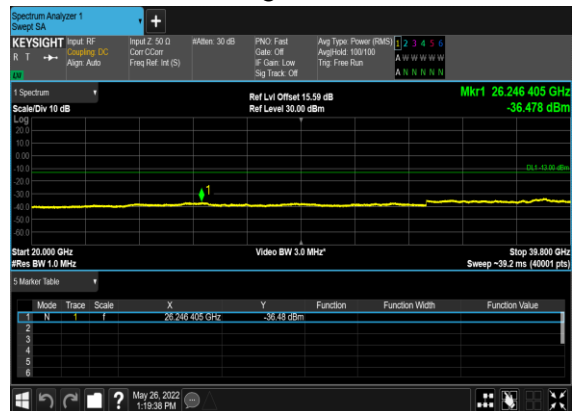 Spectrum Analyzer 1
Swept SA
+
KEYSIGHT Input: RF Input Z: 50 Ω #Atten: 30 dB PNO: Fast Avg Type: Power (RMS) 1 2 3 4 5 6
R T Coupling: DC Corr CCorr Gate: Off Avg|Hold: 100/100 A W W W W W
Align: Auto Freq Ref: Int (S) IF Gain: Low Trig: Free Run
Sig Track: Off A N N N N N
1 Spectrum Ref Lvl Offset 15.59 dB Mkr1 26.246 405 GHz
Scale/Div 10 dB Ref Level 30.00 dBm -36.478 dBm
Log
20.0
10.0
0.00
-10.0 DL1 -13.00 dBm
-20.0
-30.0 1
-40.0
-50.0
-60.0
Start 20.000 GHz Video BW 3.0 MHz* Stop 39.800 GHz
#Res BW 1.0 MHz Sweep ~39.2 ms (40001 pts)
5 Marker Table
Mode Trace Scale X Y Function Function Width Function Value
1 N 1 f 26.246 405 GHz -36.48 dBm
2
3
4
5
6
? May 26, 2022
1:19:38 PM